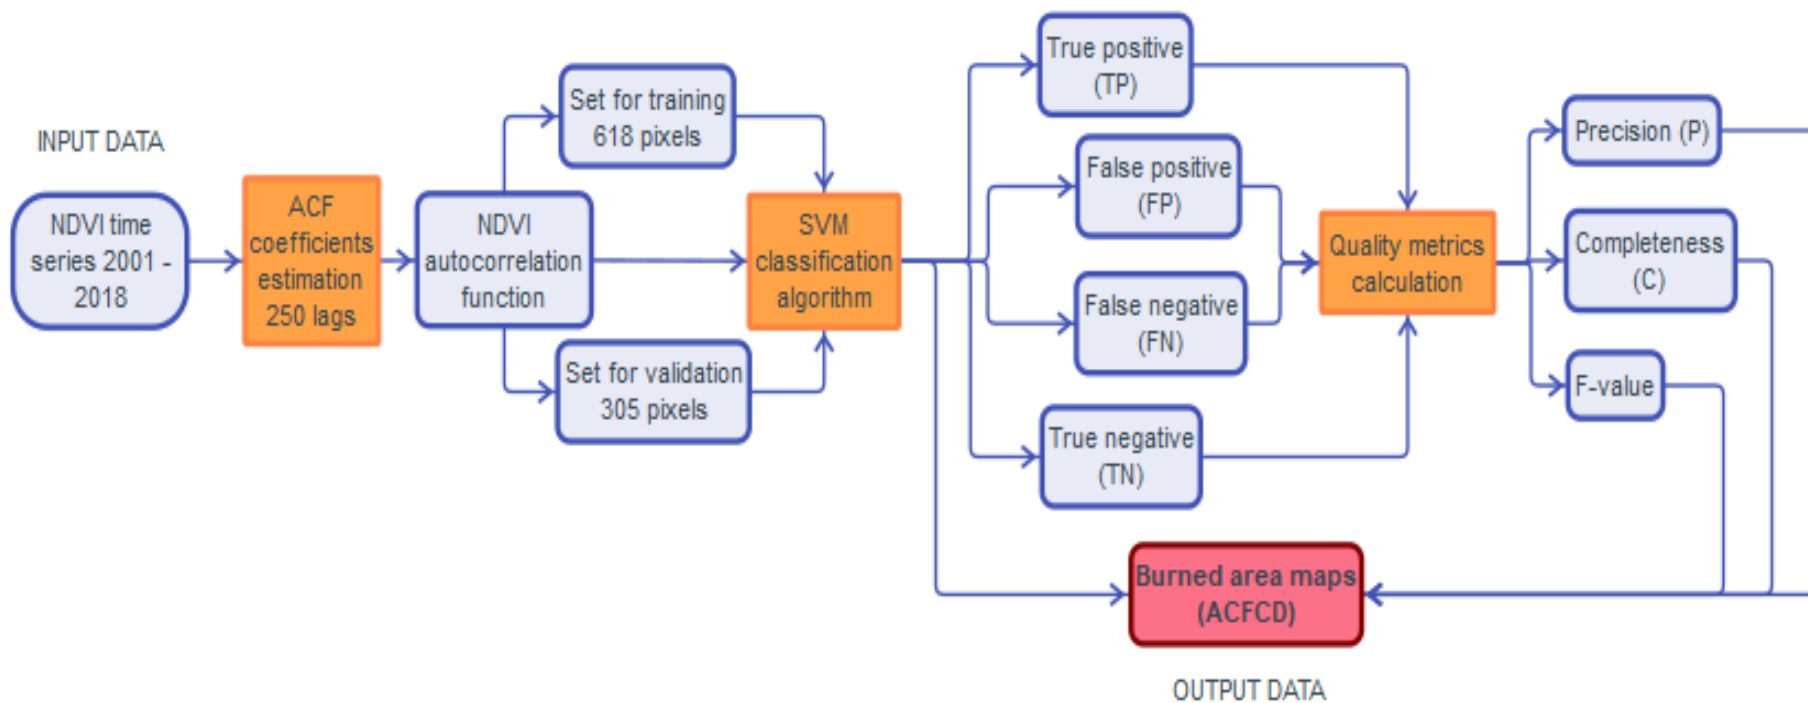 INPUT DATA
NDVI time
series 2001 -
2018
ACF
coefficients
estimation
250 lags
NDVI
autocorrelation
function
Set for training
618 pixels
Set for validation
305 pixels
SVM
classification
algorithm
True positive
(TP)
False positive
(FP)
False negative
(FN)
True negative
(TN)
Quality metrics
calculation
Precision (P)
Completeness
(C)
F-value
Burned area maps
(ACFCD)
OUTPUT DATA